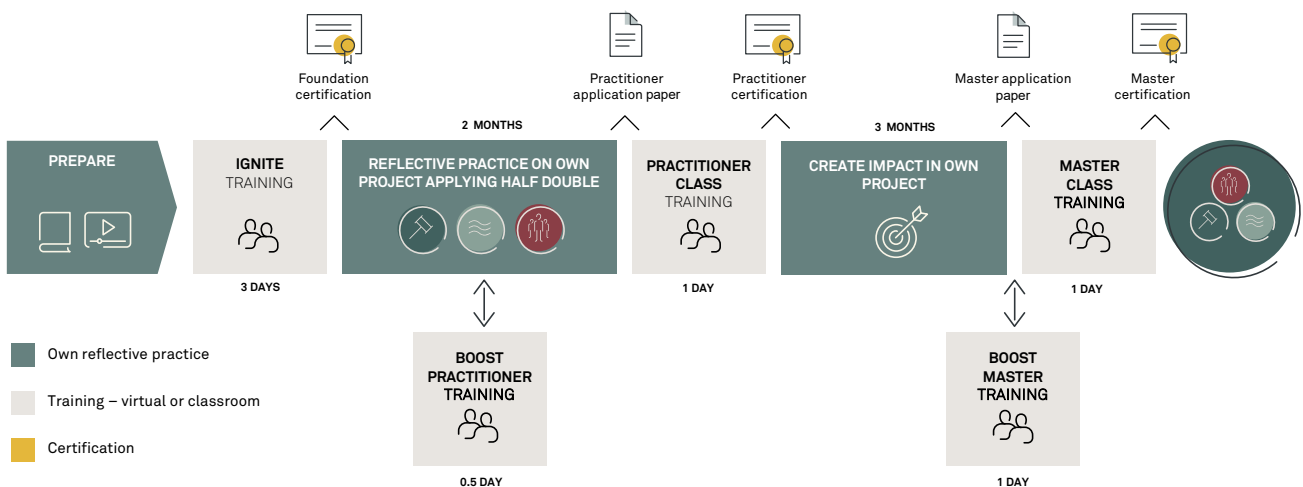 Foundation
certification
Practitioner
application paper
Practitioner
certification
Master application
paper
Master
certification
2 MONTHS
3 MONTHS
PREPARE
IGNITE
TRAINING
REFLECTIVE PRACTICE ON OWN
PROJECT APPLYING HALF DOUBLE
PRACTITIONER
CLASS
TRAINING
CREATE IMPACT IN OWN
PROJECT
MASTER
CLASS
TRAINING
3 DAYS
1 DAY
1 DAY
BOOST
PRACTITIONER
TRAINING
BOOST
MASTER
TRAINING
0.5 DAY
1 DAY
Own reflective practice
Training – virtual or classroom
Certification